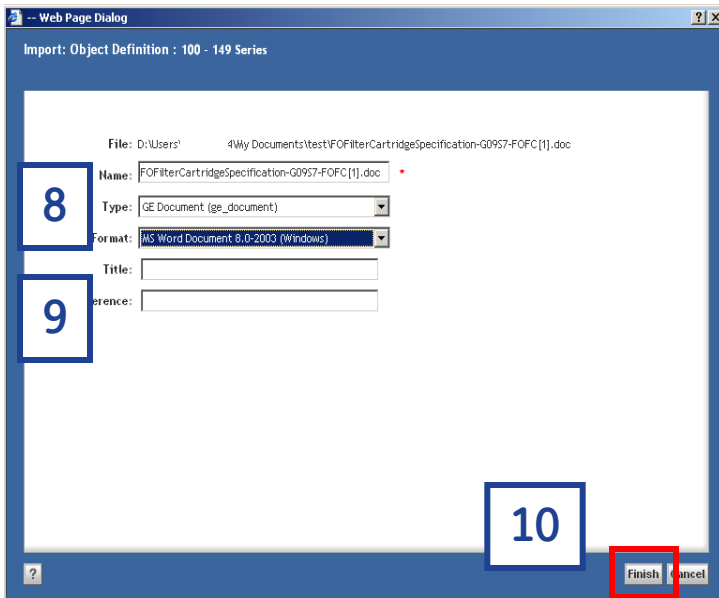 -- Web Page Dialog
Import: Object Definition : 100 - 149 Series
File: D:\Users\ 4\My Documents\test\FOFilterCartridgeSpecification-G09S7-FOFC[1].doc
8
Name: FOFilterCartridgeSpecification-G09S7-FOFC[1].doc *
Type: GE Document (ge_document)
Format: MS Word Document 8.0-2003 (Windows)
Title:
9
erence:
10
? Finish Cancel